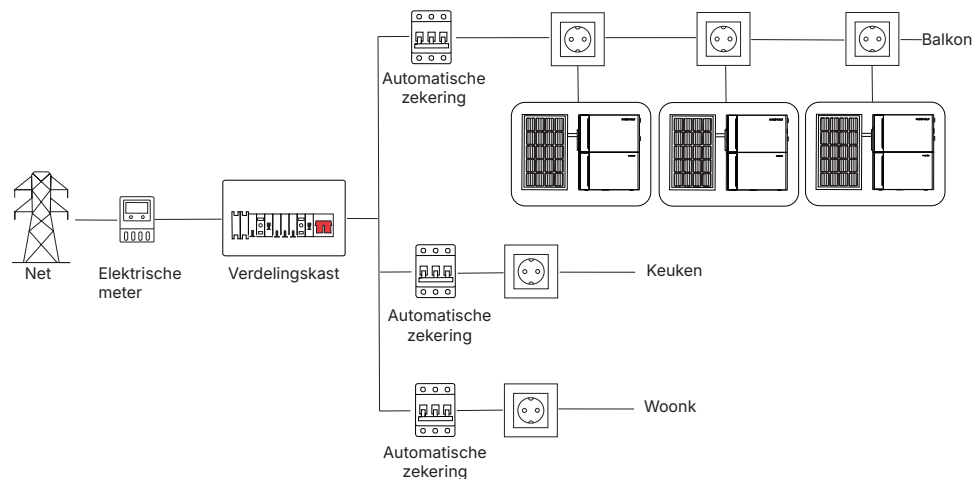 Balkon
Automatische
zekering
Net
Elektrische
meter
Verdelingskast
Keuken
Automatische
zekering
Woonk
Automatische
zekering